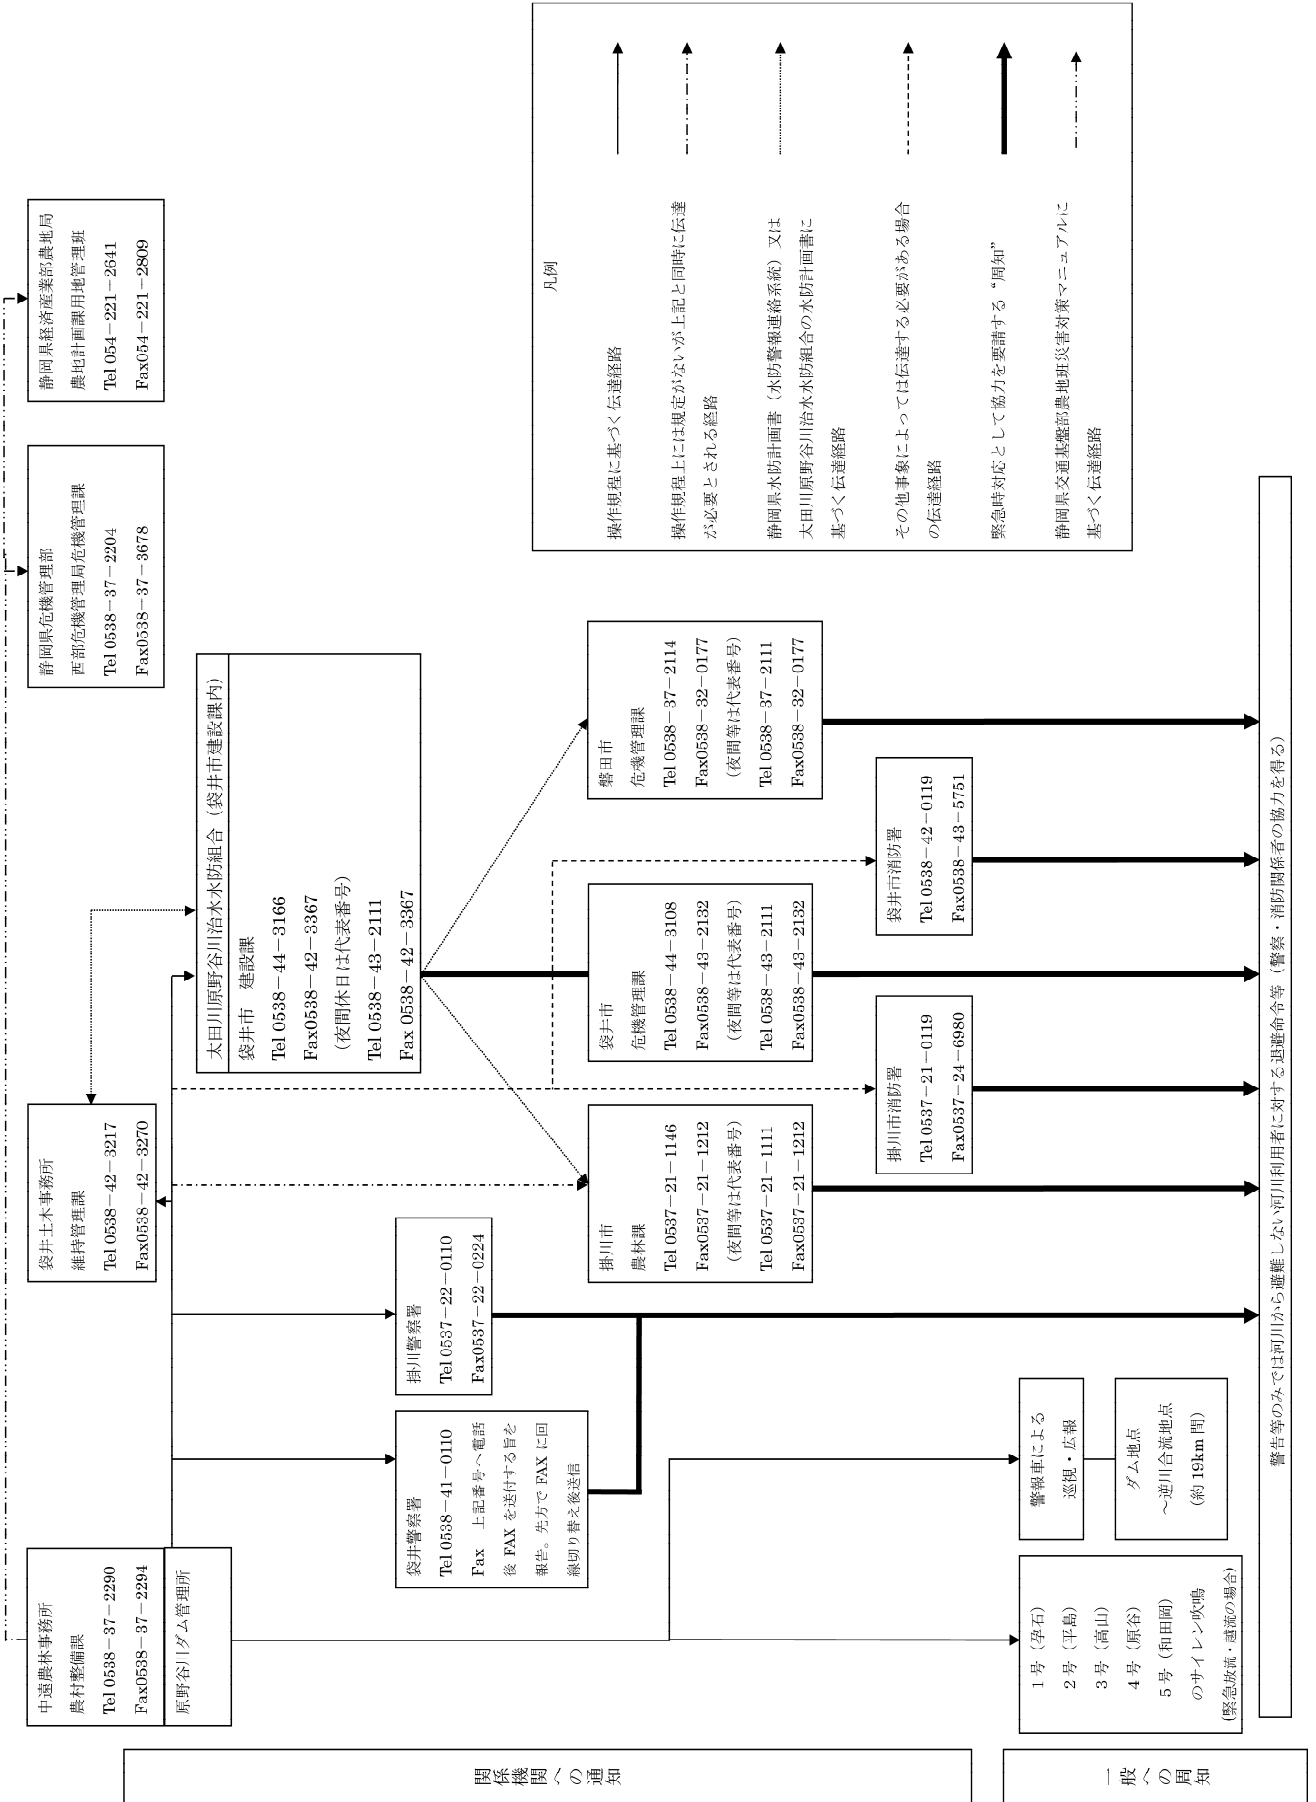 関係機関への通知
一般への周知
中遠農林事務所
農村整備課
Tel 0538－37－2290
Fax0538－37－2294
原野谷川ダム管理所
袋井土木事務所
維持管理課
Tel 0538－42－3217
Fax0538－42－3270
静岡県危機管理部
西部危機管理局危機管理課
Tel 0538－37－2204
Fax0538－37－3678
静岡県経済産業部農地局
農地計画課用地管理班
Tel 054－221－2641
Fax054－221－2809
太田川原野谷川治水水防組合（袋井市建設課内）
袋井市　建設課
Tel 0538－44－3166
Fax0538－42－3367
（夜間休日は代表番号）
Tel 0538－43－2111
Fax 0538－42－3367
袋井警察署
Tel 0538－41－0110
Fax　上記番号へ電話
後 FAX を送付する旨を
報告。先方で FAX に回
線切り替え後送信
掛川警察署
Tel 0537－22－0110
Fax0537－22－0224
掛川市
農林課
Tel 0537－21－1146
Fax0537－21－1212
（夜間等は代表番号）
Tel 0537－21－1111
Fax0537－21－1212
袋井市
危機管理課
Tel 0538－44－3108
Fax0538－43－2132
（夜間等は代表番号）
Tel 0538－43－2111
Fax0538－43－2132
磐田市
危機管理課
Tel 0538－37－2114
Fax0538－32－0177
（夜間等は代表番号）
Tel 0538－37－2111
Fax0538－32－0177
掛川市消防署
Tel 0537－21－0119
Fax0537－24－6980
袋井市消防署
Tel 0538－42－0119
Fax0538－43－5751
1 号（孕石）
2 号（平島）
3 号（高山）
4 号（原谷）
5 号（和田岡）
のサイレン吹鳴
(緊急放流・越流の場合)
警報車による
巡視・広報
ダム地点
～逆川合流地点
（約 19km 間）
警告等のみでは河川から避難しない河川利用者に対する退避命令等（警察・消防関係者の協力を得る）
凡例
操作規程に基づく伝達経路
操作規程上には規定がないが上記と同時に伝達
が必要とされる経路
静岡県水防計画書（水防警報連絡系統）又は
太田川原野谷川治水水防組合の水防計画書に
基づく伝達経路
その他事象によっては伝達する必要がある場合
の伝達経路
緊急時対応として協力を要請する“周知”
静岡県交通基盤部農地班災害対策マニュアルに
基づく伝達経路